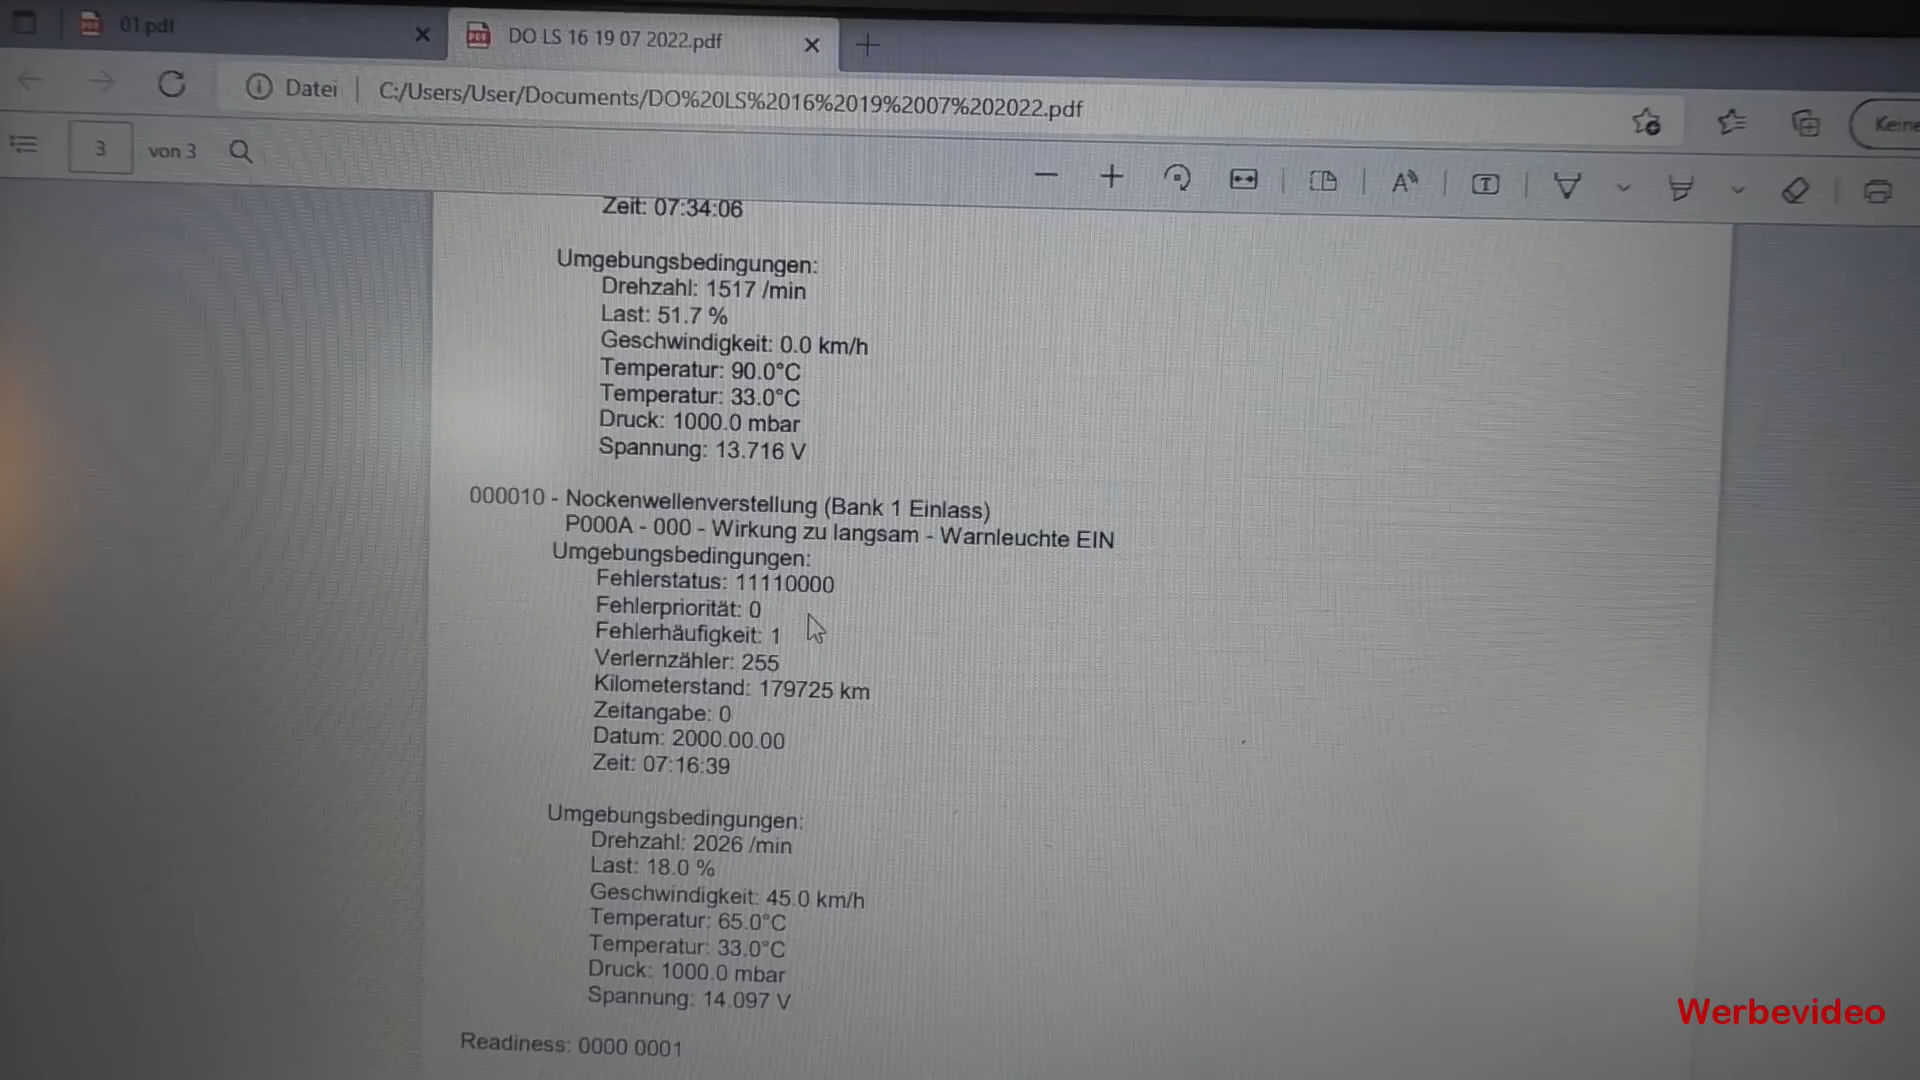 01.pdf
DO LS 16 19 07 2022.pdf
Datei
C:/Users/User/Documents/DO%20LS%2016%2019%2007%202022.pdf
3 von 3
Zeit: 07:34:06
Umgebungsbedingungen:
Drehzahl: 1517 /min
Last: 51.7 %
Geschwindigkeit: 0.0 km/h
Temperatur: 90.0°C
Temperatur: 33.0°C
Druck: 1000.0 mbar
Spannung: 13.716 V
000010 - Nockenwellenverstellung (Bank 1 Einlass)
P000A - 000 - Wirkung zu langsam - Warnleuchte EIN
Umgebungsbedingungen:
Fehlerstatus: 11110000
Fehlerpriorität: 0
Fehlerhäufigkeit: 1
Verlernzähler: 255
Kilometerstand: 179725 km
Zeitangabe: 0
Datum: 2000.00.00
Zeit: 07:16:39
Umgebungsbedingungen:
Drehzahl: 2026 /min
Last: 18.0 %
Geschwindigkeit: 45.0 km/h
Temperatur: 65.0°C
Temperatur: 33.0°C
Druck: 1000.0 mbar
Spannung: 14.097 V
Readiness: 0000 0001
Werbevideo